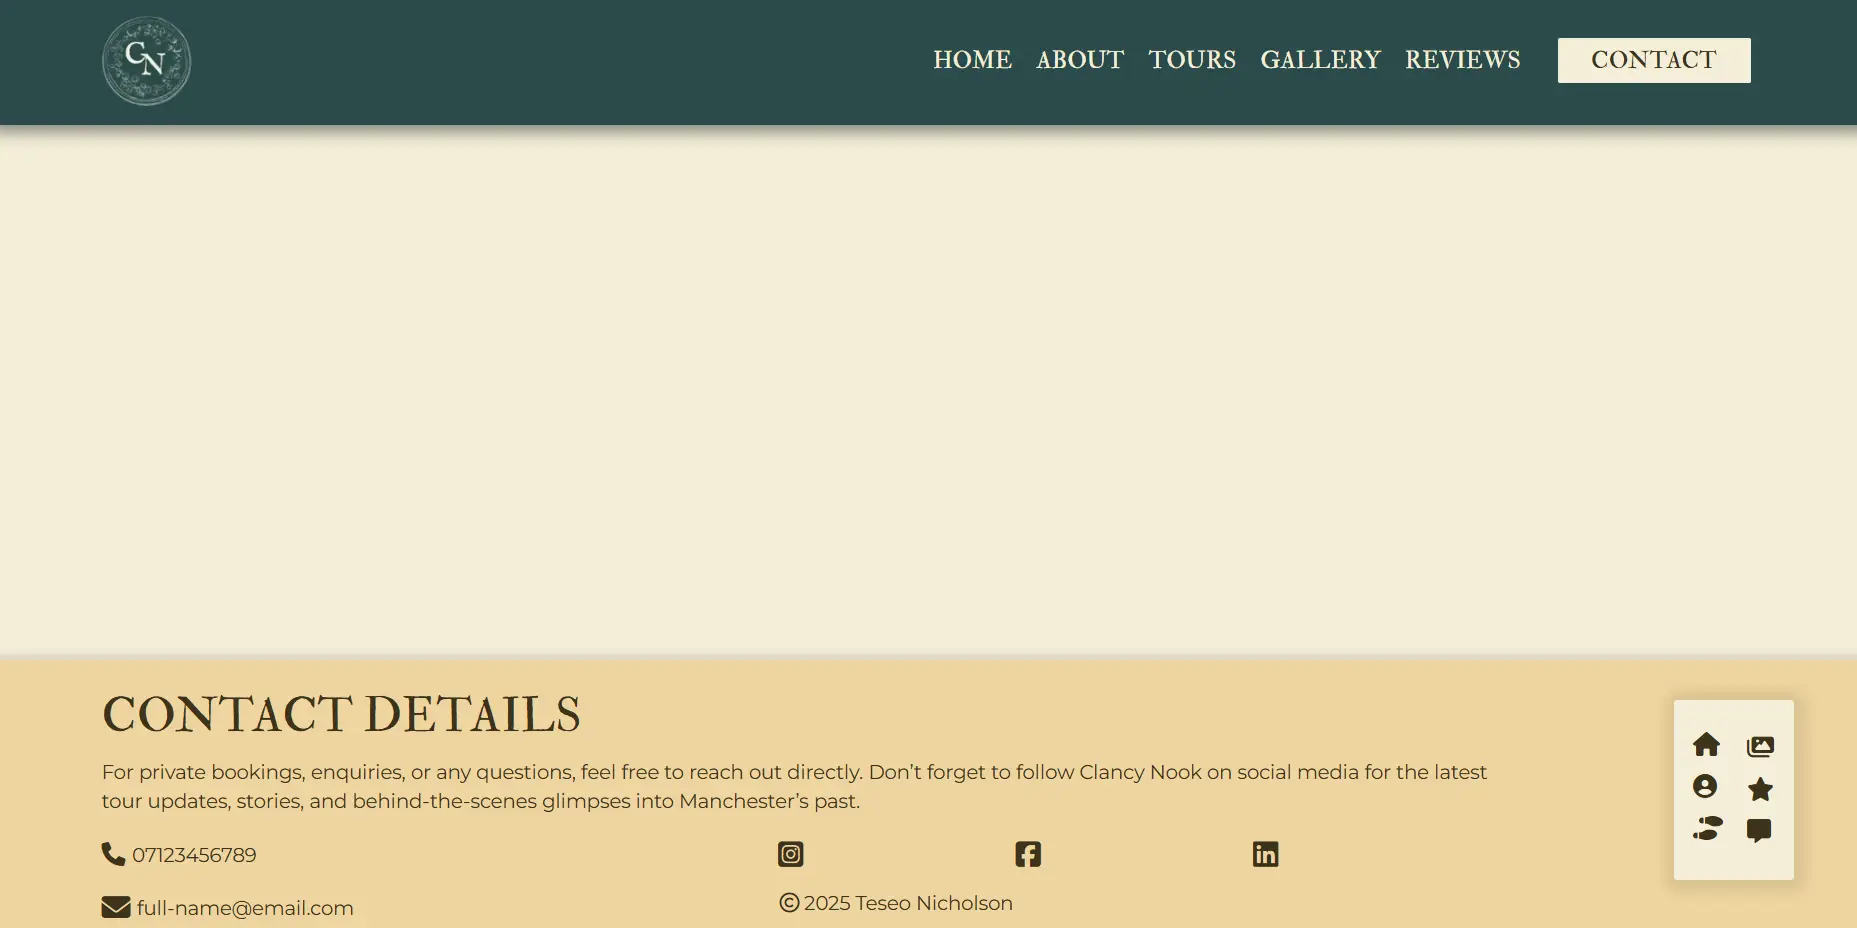 CN
HOME ABOUT TOURS GALLERY REVIEWS CONTACT
CONTACT DETAILS
For private bookings, enquiries, or any questions, feel free to reach out directly. Don’t forget to follow Clancy Nook on social media for the latest
tour updates, stories, and behind-the-scenes glimpses into Manchester’s past.
07123456789
full-name@email.com
© 2025 Teseo Nicholson